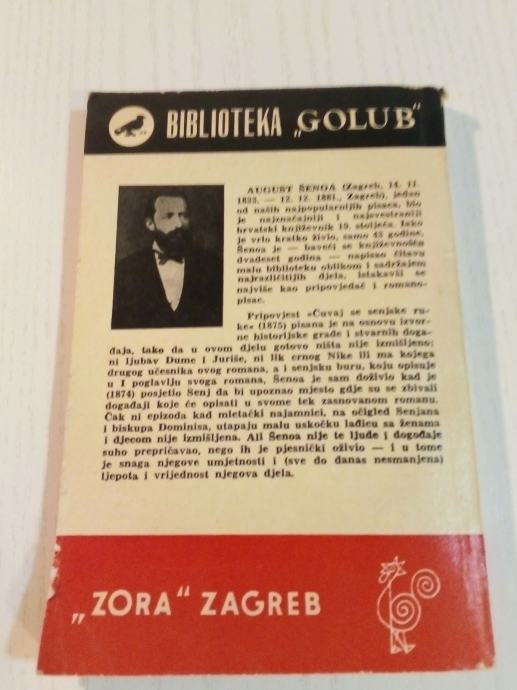 BIBLIOTEKA „GOLUB“
AUGUST ŠENOA (Zagreb, 14. 11.
1838. — 12. 12. 1881., Zagreb), jedan
od naših najpopularnijih pisaca, bio
je najznačajniji i najsvestraniji
hrvatski književnik 19. stoljeća. Iako
je vrlo kratko živio, samo 43 godine,
Šenoa je — baveći se književnošću
dvadeset godina — napisao čitavu
malu biblioteku oblikom i sadržajem
najrazličitijih djela, istakavši se
najviše kao pripovjedač i romano-
pisac.
Pripovijest »Čuvaj se senjske ru-
ke« (1875) pisana je na osnovu izvor-
ne historijske građe i stvarnih doga-
đaja, tako da u ovom djelu gotovo ništa nije izmišljeno;
ni ljubav Dume i Juriše, ni lik crnog Nike ili ma kojega
drugog učesnika ovog romana, a i senjsku buru, koju opisuje
u I poglavlju svoga romana, Šenoa je sam doživio kad je
(1874) posjetio Senj da bi upoznao mjesto gdje su se zbivali
događaji koje će opisati u svome tek zasnovanom romanu.
Čak ni epizoda kad mletački najamnici, na očigled Senjana
i biskupa Dominisa, utapaju malu uskočku lađicu sa ženama
i djecom nije izmišljena. Ali Šenoa nije te ljude i događaje
suho prepričavao, nego ih je pjesnički oživio — i u tome
je snaga njegove umjetnosti i (sve do danas nesmanjena)
ljepota i vrijednost njegova djela.
„ZORA“ ZAGREB